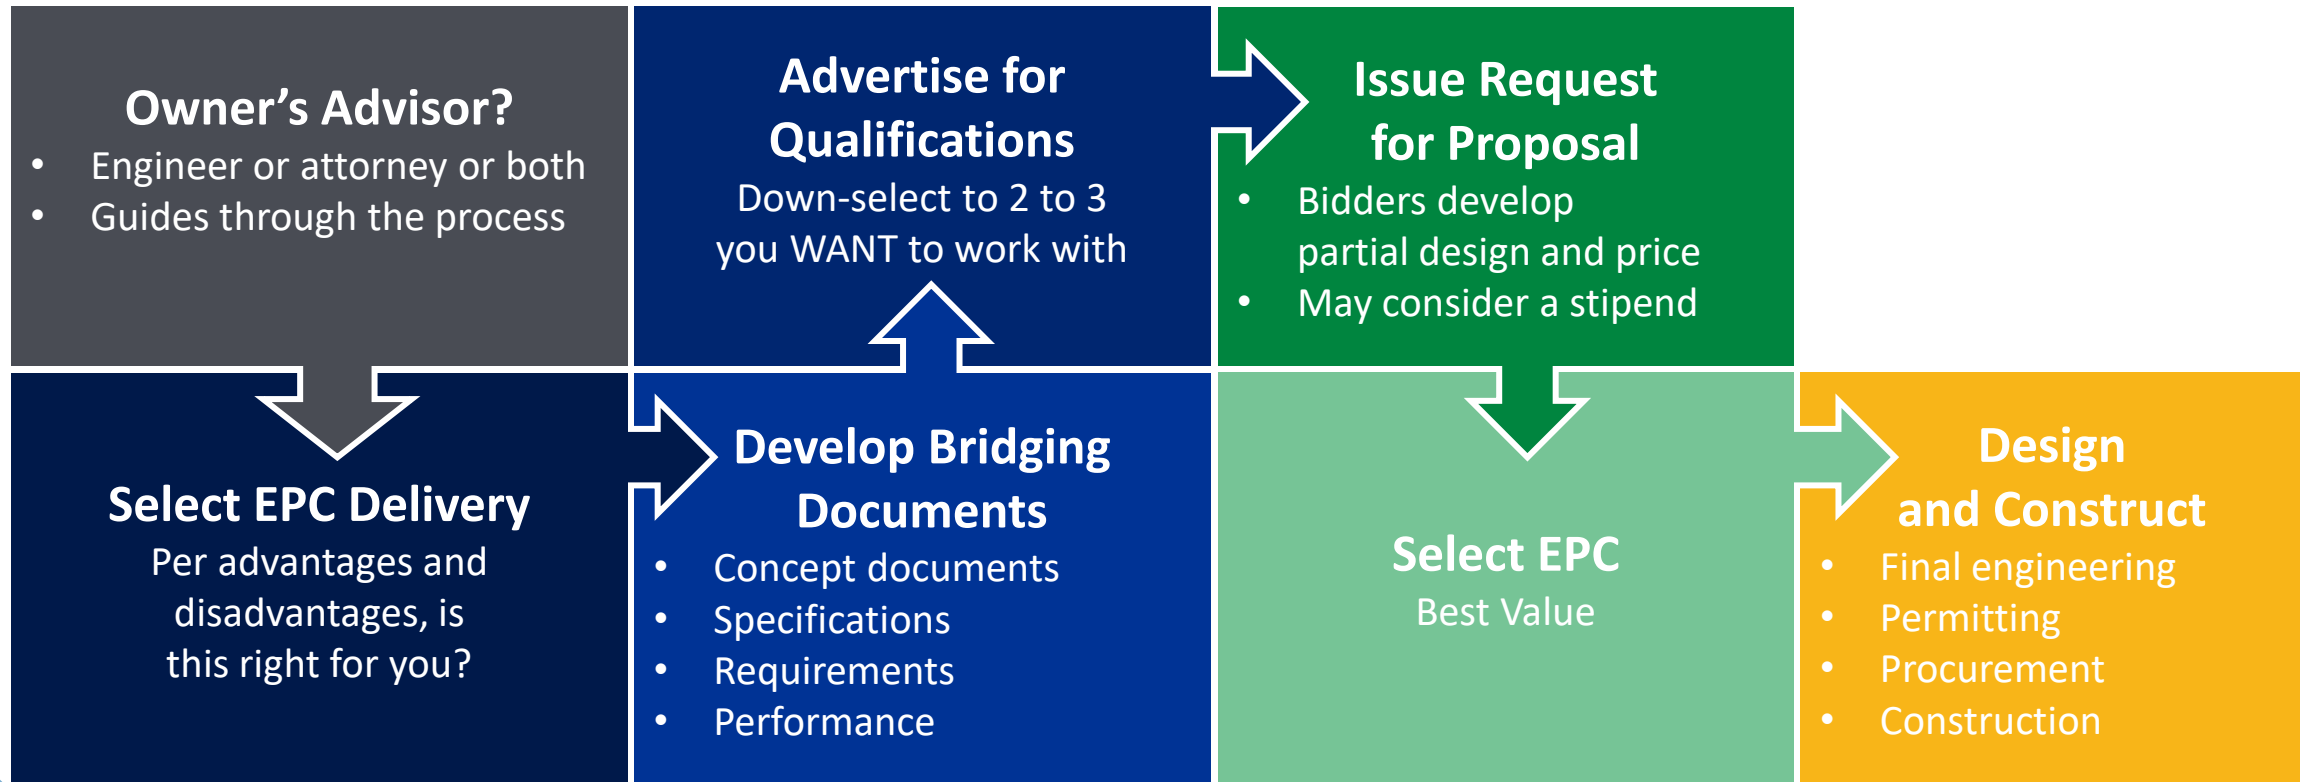 Owner’s Advisor?
• Engineer or attorney or both
• Guides through the process
Select EPC Delivery
Per advantages and
disadvantages, is
this right for you?
Develop Bridging
Documents
• Concept documents
• Specifications
• Requirements
• Performance
Advertise for
Qualifications
Down-select to 2 to 3
you WANT to work with
Issue Request
for Proposal
• Bidders develop
partial design and price
• May consider a stipend
Select EPC
Best Value
Design
and Construct
• Final engineering
• Permitting
• Procurement
• Construction